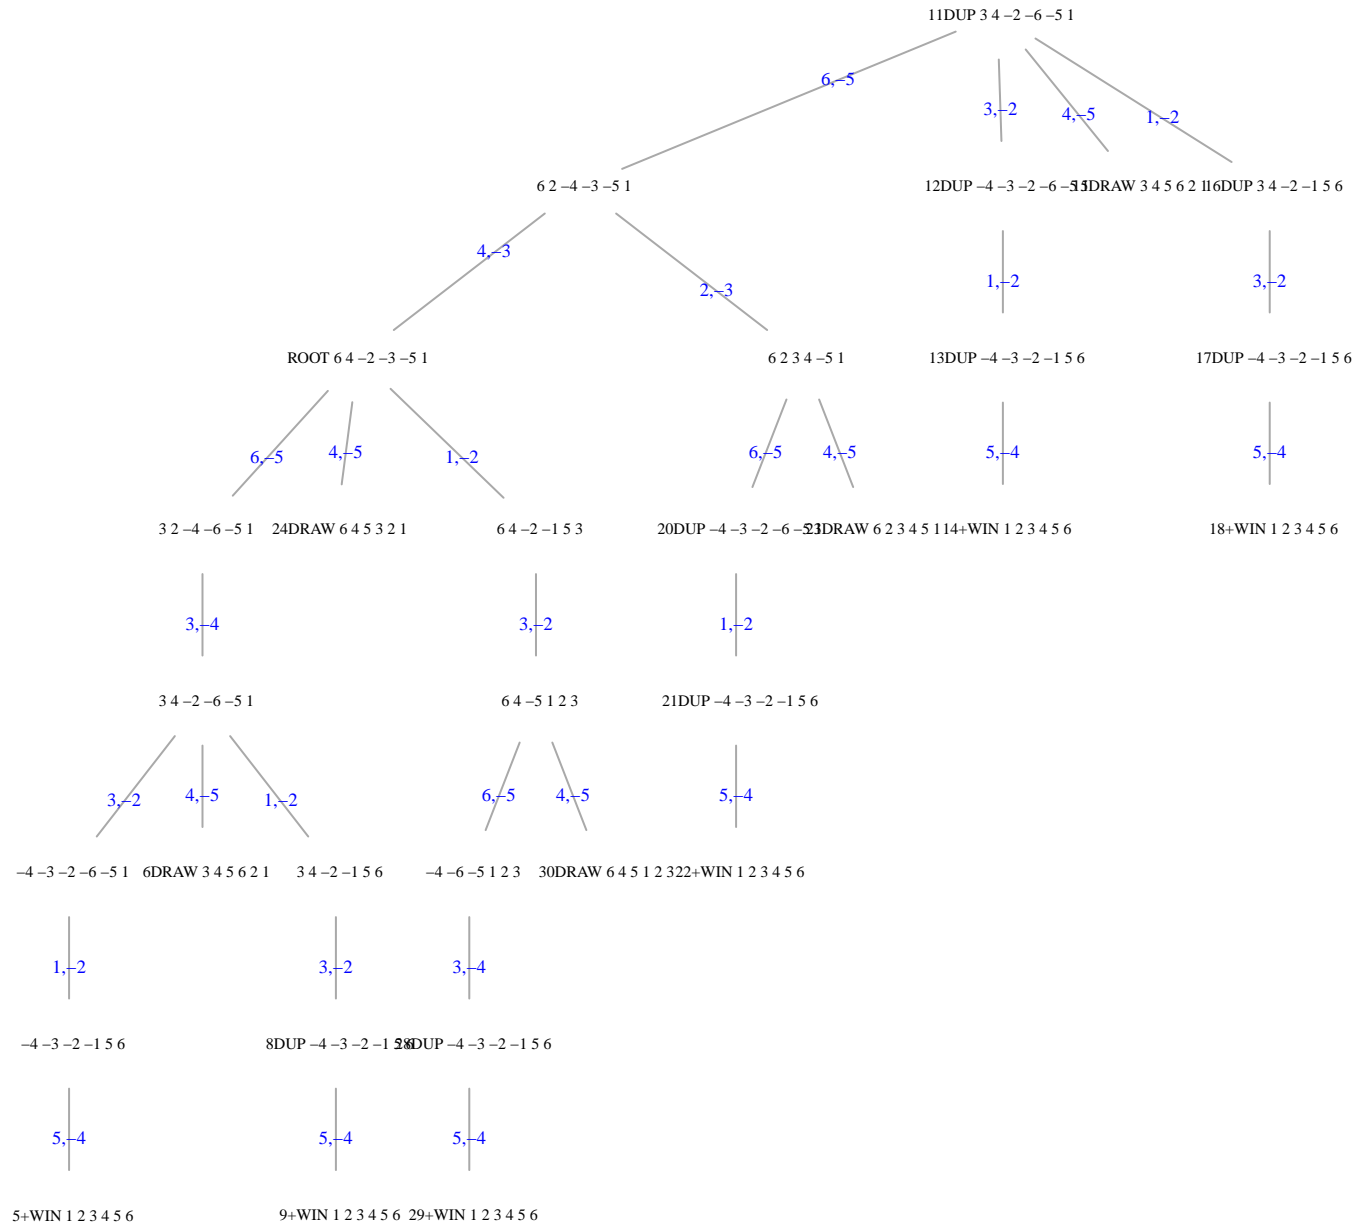 11DUP 3 4 −2 −6 −5 1
6,−5
3,−2
4,−5
1,−2
6 2 −4 −3 −5 1
12DUP −4 −3 −2 −6 −5 1
15DRAW 3 4 5 6 2 1
16DUP 3 4 −2 −1 5 6
4,−3
2,−3
1,−2
3,−2
ROOT 6 4 −2 −3 −5 1
6 2 3 4 −5 1
13DUP −4 −3 −2 −1 5 6
17DUP −4 −3 −2 −1 5 6
6,−5
4,−5
1,−2
6,−5
4,−5
5,−4
5,−4
3 2 −4 −6 −5 1
24DRAW 6 4 5 3 2 1
6 4 −2 −1 5 3
20DUP −4 −3 −2 −6 −5 1
23DRAW 6 2 3 4 5 1
14+WIN 1 2 3 4 5 6
18+WIN 1 2 3 4 5 6
3,−4
3,−2
1,−2
3 4 −2 −6 −5 1
6 4 −5 1 2 3
21DUP −4 −3 −2 −1 5 6
3,−2
4,−5
1,−2
6,−5
4,−5
5,−4
−4 −3 −2 −6 −5 1
6DRAW 3 4 5 6 2 1
3 4 −2 −1 5 6
−4 −6 −5 1 2 3
30DRAW 6 4 5 1 2 3
22+WIN 1 2 3 4 5 6
1,−2
3,−2
3,−4
−4 −3 −2 −1 5 6
8DUP −4 −3 −2 −1 5 6
28DUP −4 −3 −2 −1 5 6
5,−4
5,−4
5,−4
5+WIN 1 2 3 4 5 6
9+WIN 1 2 3 4 5 6
29+WIN 1 2 3 4 5 6